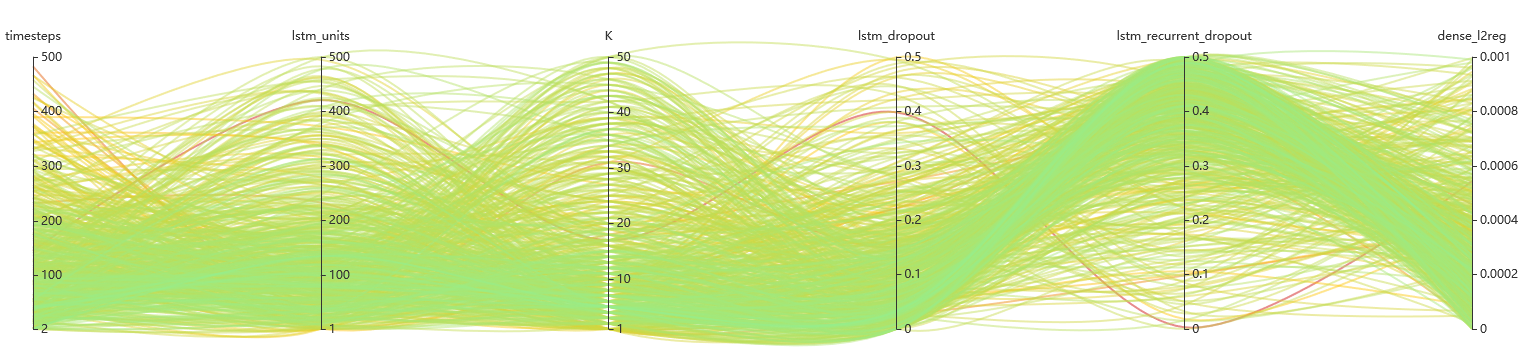 timesteps lstm_units K lstm_dropout lstm_recurrent_dropout dense_l2reg
500 500 50 0.5 0.5 0.001
400 400 40 0.4 0.4 0.0008
300 300 30 0.3 0.3 0.0006
200 200 20 0.2 0.2 0.0004
100 100 10 0.1 0.1 0.0002
2 1 1 0 0 0